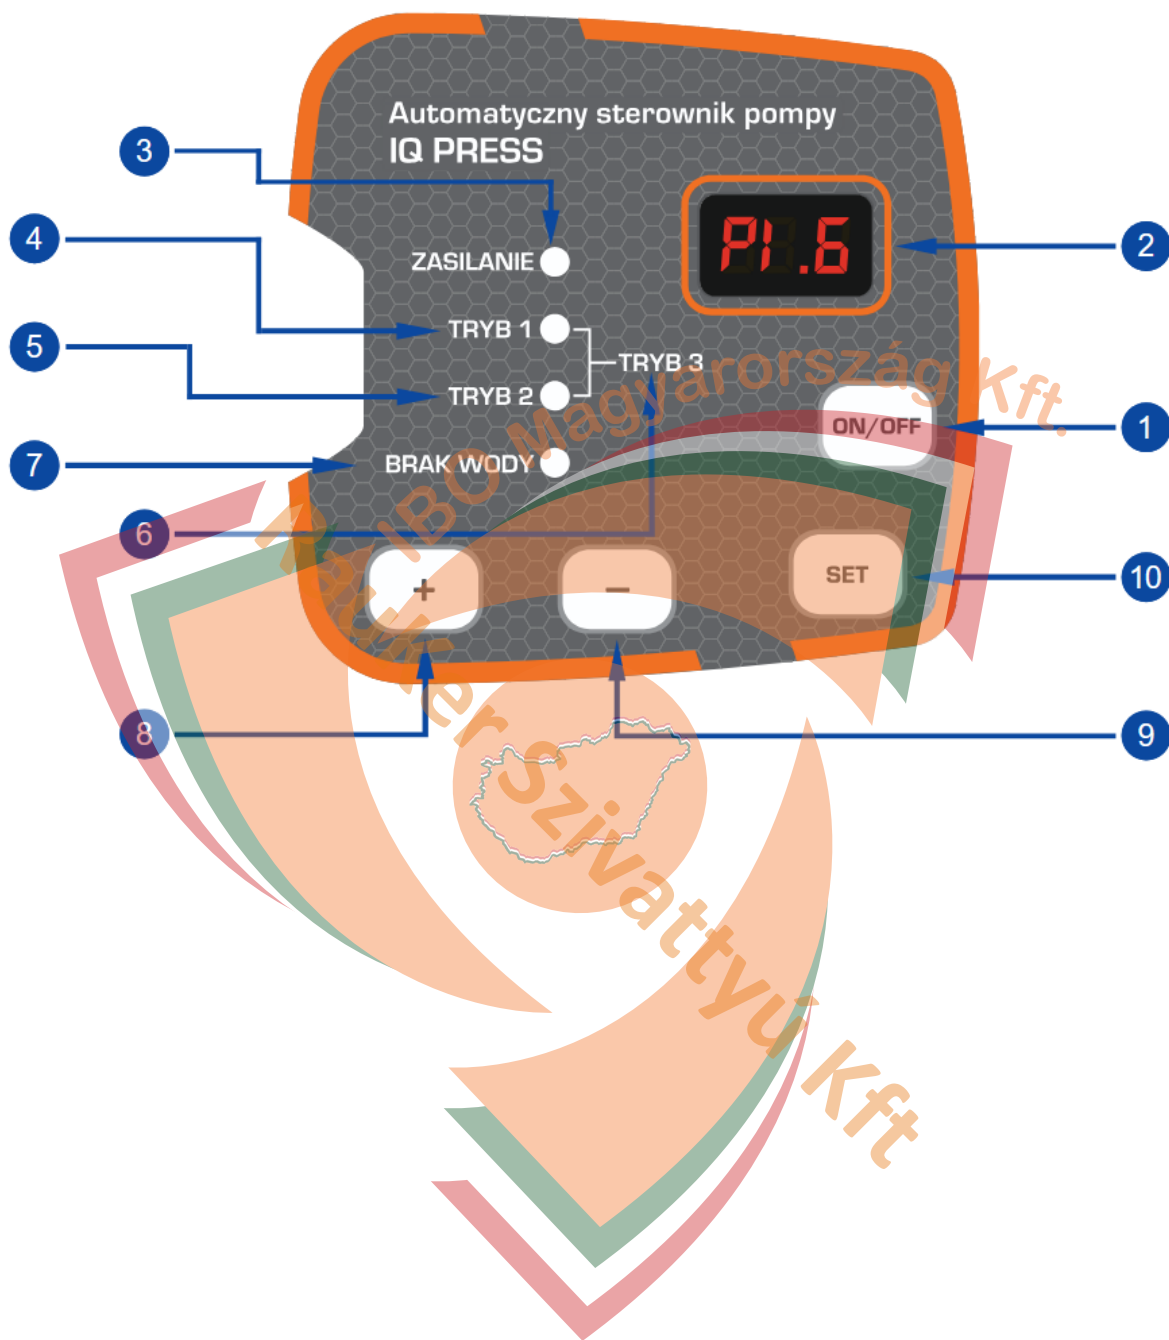 Automatyczny sterownik pompy
IQ PRESS
3
4
ZASILANIE
P1.6
2
5
TRYB 1
TRYB 3
TRYB 2
ON/OFF
1
7
BRAK WODY
6
+
−
SET
10
8
9
IBO Magyarország Kft.
Mauker Szivattyú Kft